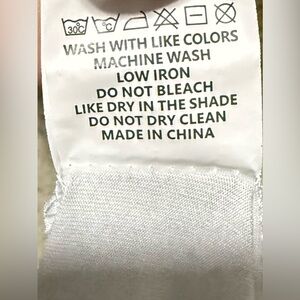 30C °C
WASH WITH LIKE COLORS
MACHINE WASH
LOW IRON
DO NOT BLEACH
LIKE DRY IN THE SHADE
DO NOT DRY CLEAN
MADE IN CHINA